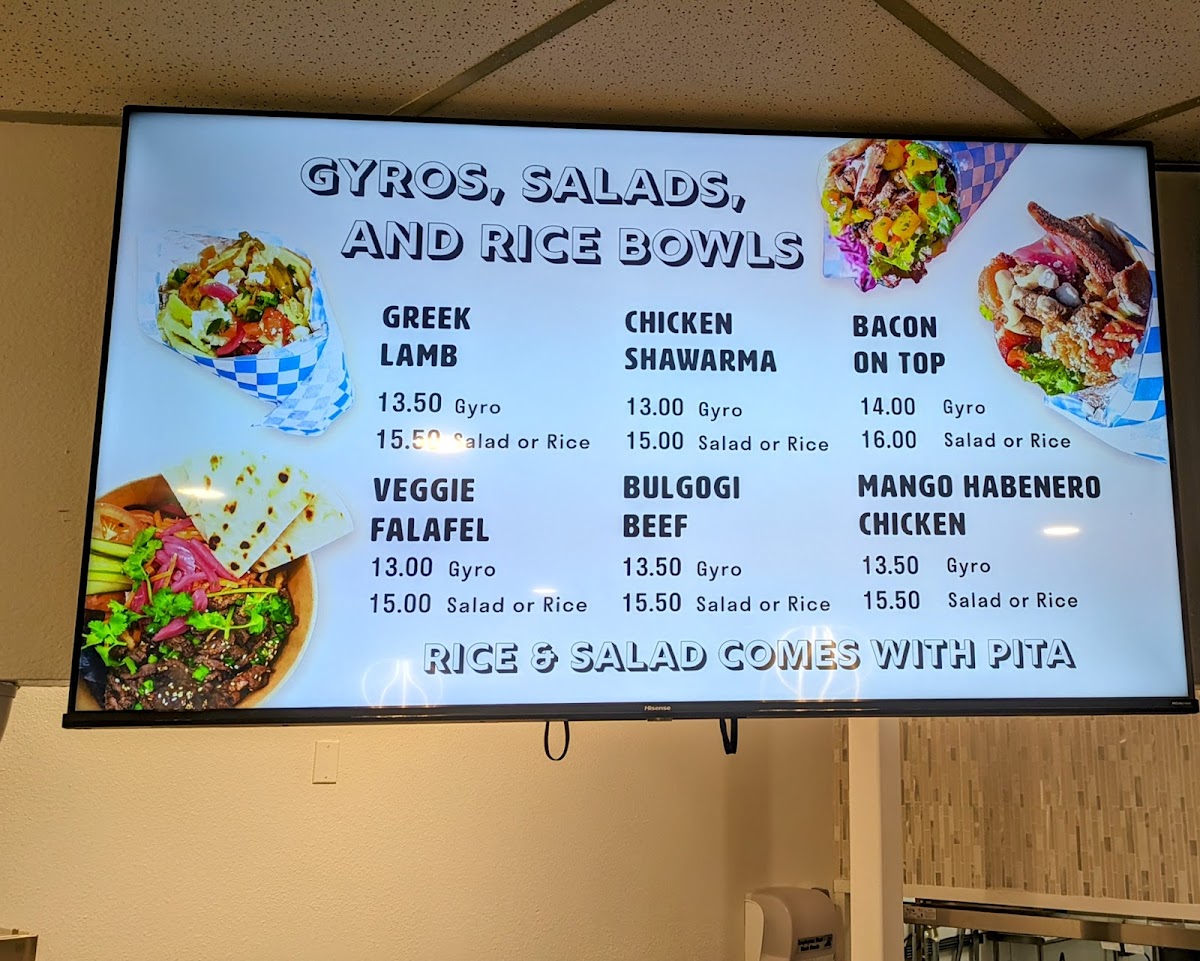 GYROS, SALADS,
AND RICE BOWLS
GREEK
LAMB
13.50 Gyro
15.50 Salad or Rice
CHICKEN
SHAWARMA
13.00 Gyro
15.00 Salad or Rice
BACON
ON TOP
14.00 Gyro
16.00 Salad or Rice
VEGGIE
FALAFEL
13.00 Gyro
15.00 Salad or Rice
BULGOGI
BEEF
13.50 Gyro
15.50 Salad or Rice
MANGO HABENERO
CHICKEN
13.50 Gyro
15.50 Salad or Rice
RICE & SALAD COMES WITH PITA
Hisense